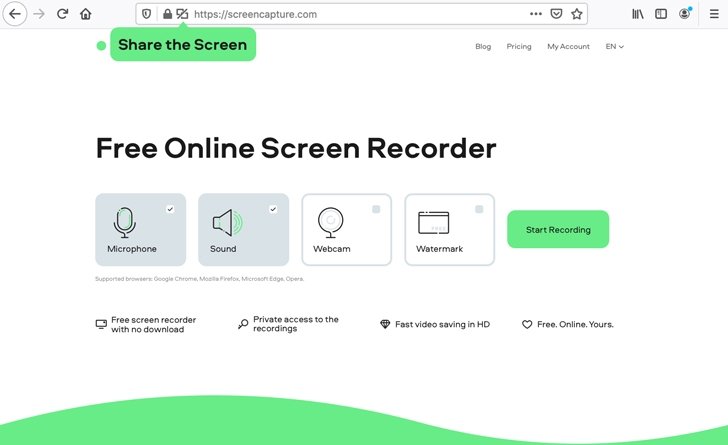 https://screencapture.com
Share the Screen
Blog Pricing My Account EN
Free Online Screen Recorder
Microphone Sound Webcam FREE Watermark Start Recording
Supported browsers: Google Chrome, Mozilla Firefox, Microsoft Edge, Opera.
Free screen recorder
with no download
Private access to the
recordings
Fast video saving in HD
Free. Online. Yours.